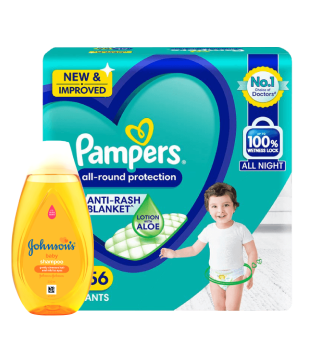 NEW &
IMPROVED
No.1
Choice of
Doctors*
Pampers
all-round protection
up to
100%
WETNESS LOCK
ALL NIGHT
ANTI-RASH
BLANKET
LOTION
with
ALOE
Johnson's
baby
shampoo
56
ANTS